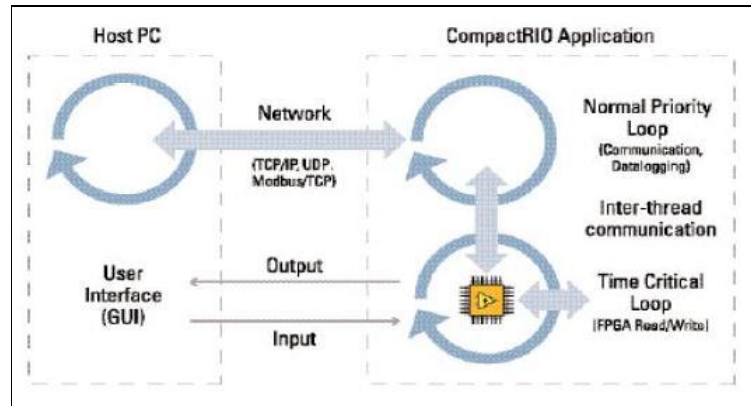 Host PC
CompactRIO Application
Network
(TCP/IP, UDP,
Modbus/TCP)
Normal Priority
Loop
(Communication,
Datalogging)
Inter-thread
communication
User
Interface
(GUI)
Output
Input
Time Critical
Loop
(FPGA Read/Write)